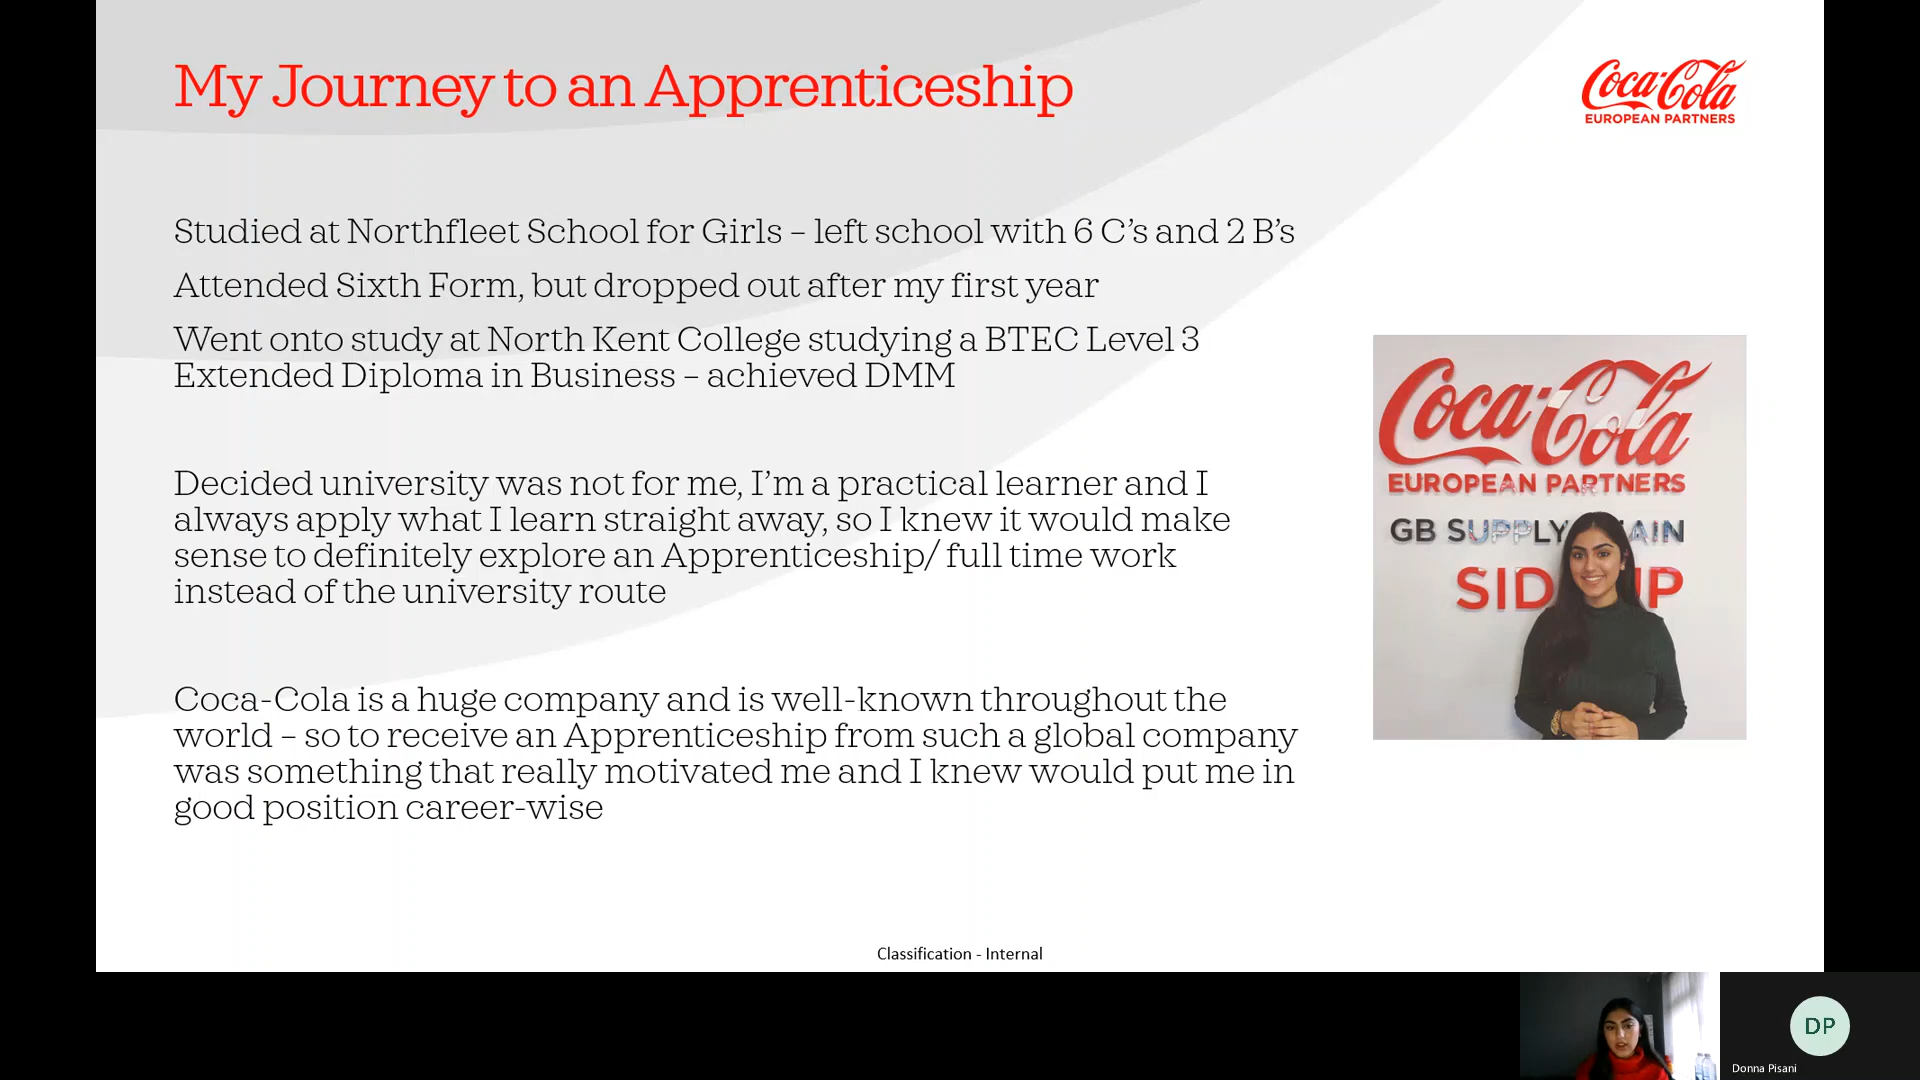 My Journey to an Apprenticeship
Coca-Cola
EUROPEAN PARTNERS
Studied at Northfleet School for Girls – left school with 6 C’s and 2 B’s
Attended Sixth Form, but dropped out after my first year
Went onto study at North Kent College studying a BTEC Level 3
Extended Diploma in Business – achieved DMM
Decided university was not for me, I’m a practical learner and I
always apply what I learn straight away, so I knew it would make
sense to definitely explore an Apprenticeship/ full time work
instead of the university route
Coca-Cola is a huge company and is well-known throughout the
world – so to receive an Apprenticeship from such a global company
was something that really motivated me and I knew would put me in
good position career-wise
Coca-Cola
EUROPEAN PARTNERS
GB SUPPLY
Classification - Internal
DP
Donna Pisani